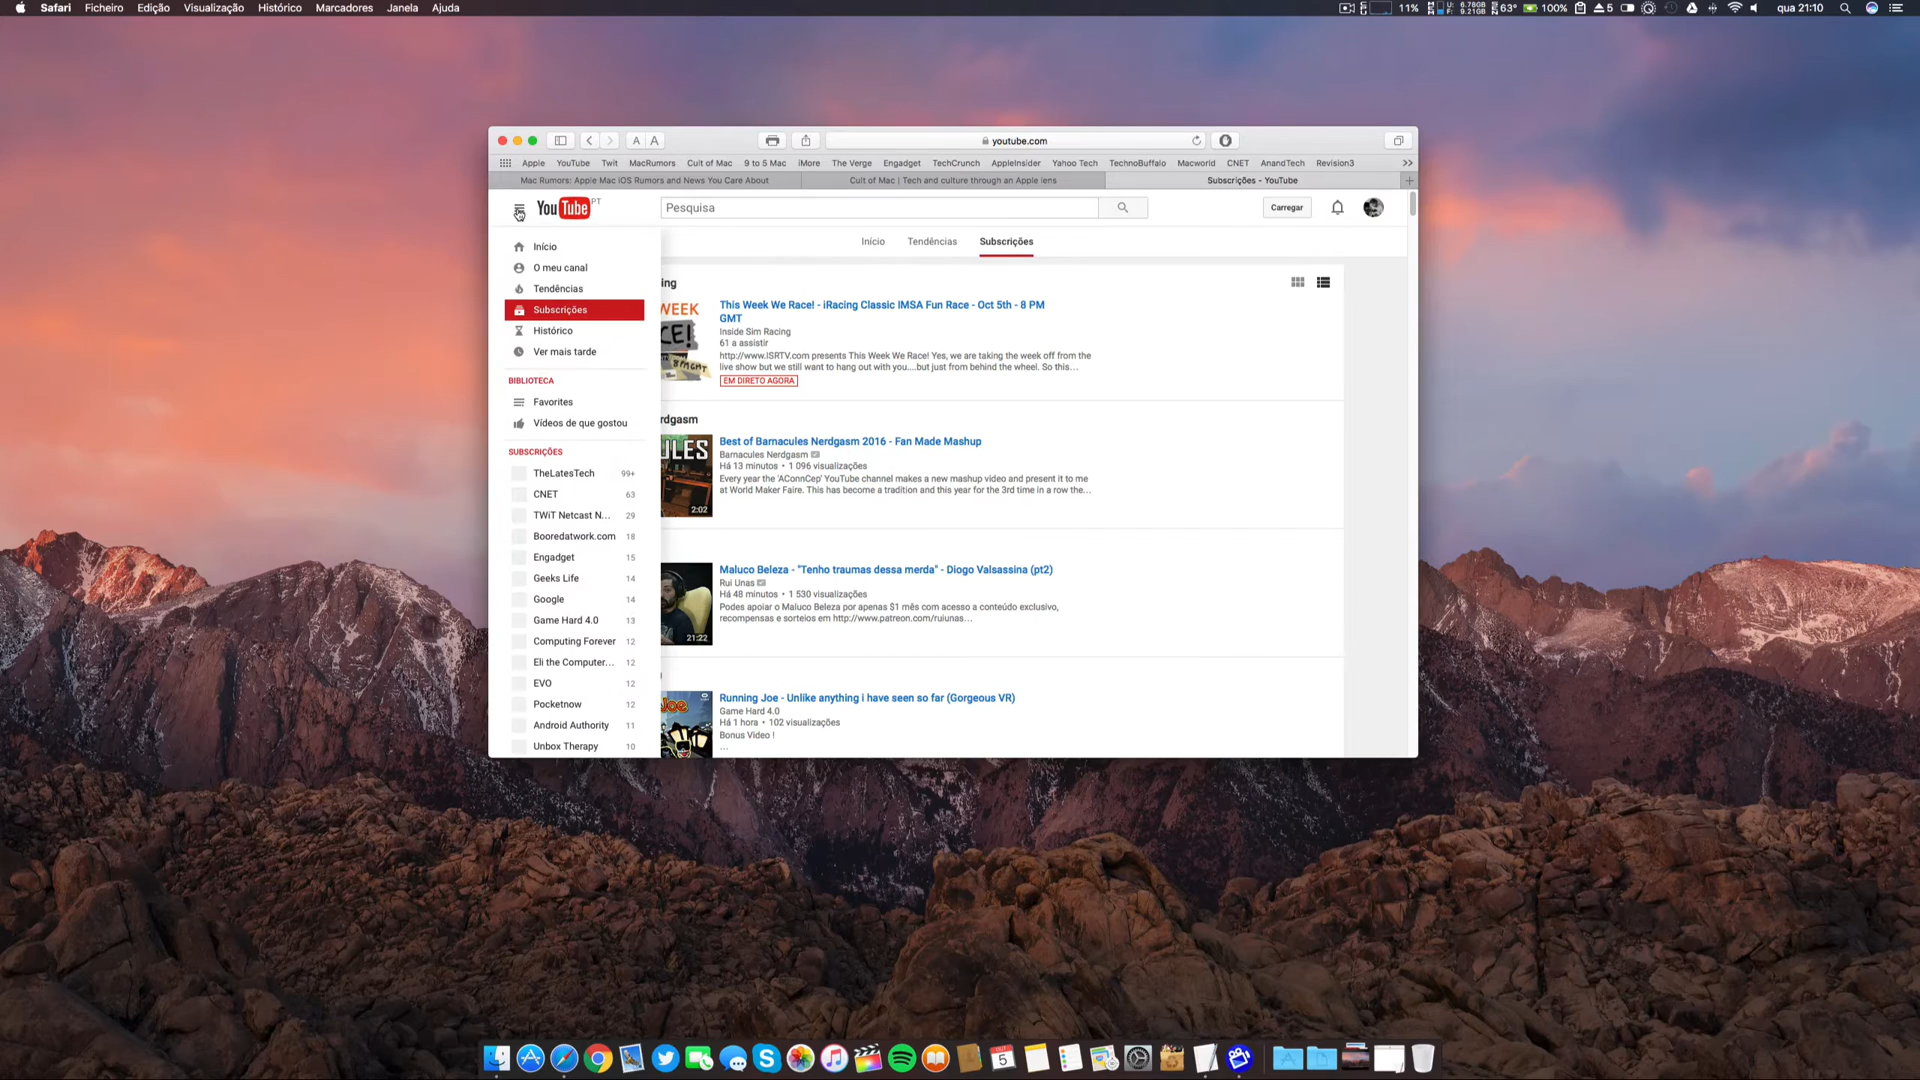 Safari Ficheiro Edição Visualização Histórico Marcadores Janela Ajuda
11% U: 6.78GB F: 9.21GB 63° 100% 5 qua 21:10
A A youtube.com
Apple YouTube Twit MacRumors Cult of Mac 9 to 5 Mac iMore The Verge Engadget TechCrunch AppleInsider Yahoo Tech TechnoBuffalo Macworld CNET AnandTech Revision3
Mac Rumors: Apple Mac iOS Rumors and News You Care About
Cult of Mac | Tech and culture through an Apple lens
Subscrições - YouTube
YouTube PT
Pesquisa
Carregar
Início
O meu canal
Tendências
Subscrições
Histórico
Ver mais tarde
BIBLIOTECA
Favorites
Vídeos de que gostou
SUBSCRIÇÕES
TheLatesTech 99+
CNET 63
TWiT Netcast N... 29
Booredatwork.com 18
Engadget 15
Geeks Life 14
Google 14
Game Hard 4.0 13
Computing Forever 12
Eli the Computer... 12
EVO 12
Pocketnow 12
Android Authority 11
Unbox Therapy 10
Início Tendências Subscrições
ing
WEEK
CE!
8PM GMT
This Week We Race! - iRacing Classic IMSA Fun Race - Oct 5th - 8 PM
GMT
Inside Sim Racing
61 a assistir
http://www.ISRTV.com presents This Week We Race! Yes, we are taking the week off from the
live show but we still want to hang out with you....but just from behind the wheel. So this...
EM DIRETO AGORA
rdgasm
ULES
2:02
Best of Barnacules Nerdgasm 2016 - Fan Made Mashup
Barnacules Nerdgasm
Há 13 minutos • 1 096 visualizações
Every year the 'AConnCep' YouTube channel makes a new mashup video and present it to me
at World Maker Faire. This has become a tradition and this year for the 3rd time in a row the...
21:22
Maluco Beleza - "Tenho traumas dessa merda" - Diogo Valsassina (pt2)
Rui Unas
Há 48 minutos • 1 530 visualizações
Podes apoiar o Maluco Beleza por apenas $1 mês com acesso a conteúdo exclusivo,
recompensas e sorteios em http://www.patreon.com/ruiunas...
Joe
Running Joe - Unlike anything i have seen so far (Gorgeous VR)
Game Hard 4.0
Há 1 hora • 102 visualizações
Bonus Video !
...
OUT
5